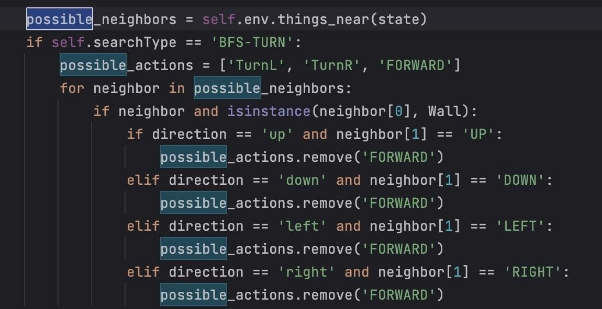 possible_neighbors = self.env.things_near(state)
if self.searchType == 'BFS-TURN':
    possible_actions = ['TurnL', 'TurnR', 'FORWARD']
    for neighbor in possible_neighbors:
        if neighbor and isinstance(neighbor[0], Wall):
            if direction == 'up' and neighbor[1] == 'UP':
                possible_actions.remove('FORWARD')
            elif direction == 'down' and neighbor[1] == 'DOWN':
                possible_actions.remove('FORWARD')
            elif direction == 'left' and neighbor[1] == 'LEFT':
                possible_actions.remove('FORWARD')
            elif direction == 'right' and neighbor[1] == 'RIGHT':
                possible_actions.remove('FORWARD')